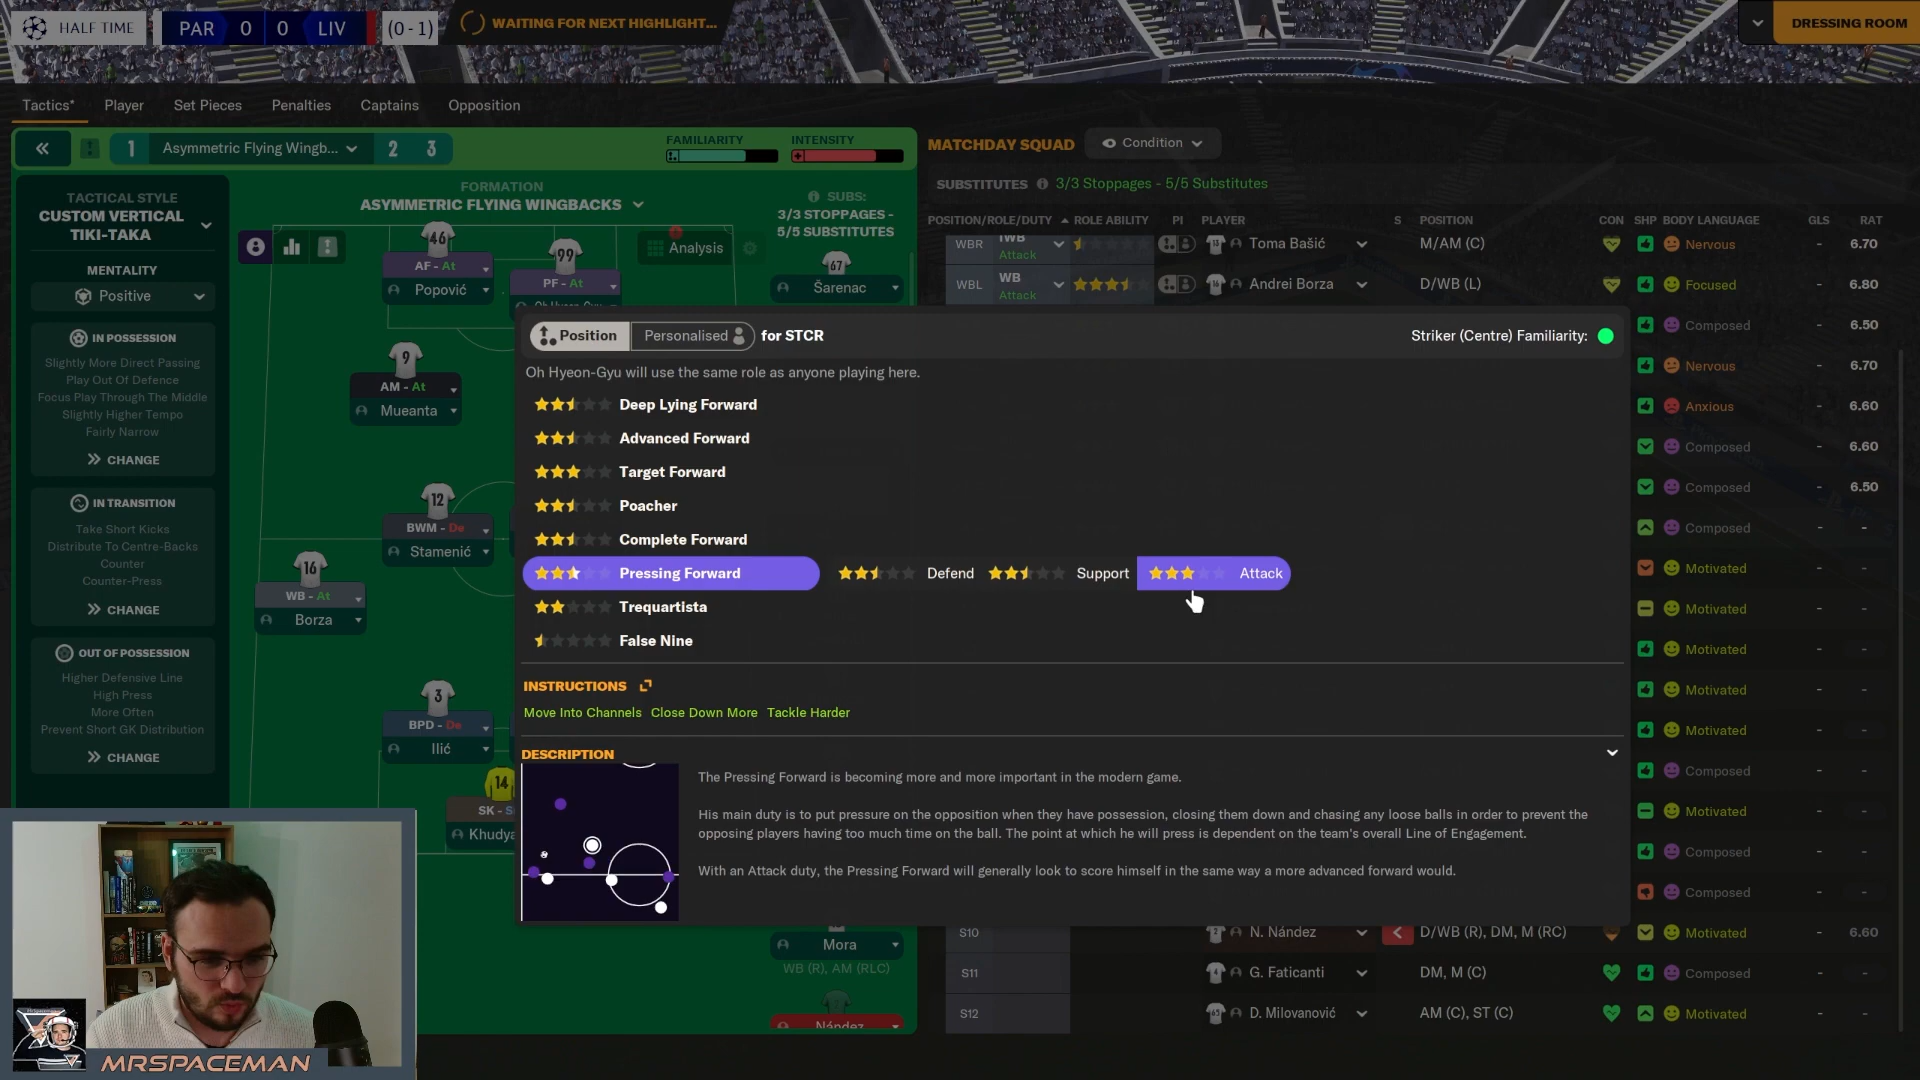 HALF TIME
PAR 0 0 LIV (0 - 1)
WAITING FOR NEXT HIGHLIGHT...
DRESSING ROOM
Tactics* Player Set Pieces Penalties Captains Opposition
1 Asymmetric Flying Wingb... 2 3
FAMILIARITY
INTENSITY
MATCHDAY SQUAD
Condition
TACTICAL STYLE
CUSTOM VERTICAL
TIKI-TAKA
MENTALITY
Positive
IN POSSESSION
Slightly More Direct Passing
Play Out Of Defence
Focus Play Through The Middle
Slightly Higher Tempo
Fairly Narrow
CHANGE
IN TRANSITION
Take Short Kicks
Distribute To Centre-Backs
Counter
Counter-Press
CHANGE
OUT OF POSSESSION
Higher Defensive Line
High Press
More Often
Prevent Short GK Distribution
CHANGE
FORMATION
ASYMMETRIC FLYING WINGBACKS
SUBS:
3/3 STOPPAGES -
5/5 SUBSTITUTES
Analysis
46
AF - At
Popović
99
PF - At
67
Šarenac
9
AM - At
Mueanta
12
BWM - De
Stamenić
16
WB - At
Borza
3
BPD - De
Ilić
14
SK - S
Khudya
Mora
WB (R), AM (RLC)
Nández
SUBSTITUTES 3/3 Stoppages - 5/5 Substitutes
POSITION/ROLE/DUTY ROLE ABILITY PI PLAYER S POSITION CON SHP BODY LANGUAGE GLS RAT
WBR IWB Attack Toma Bašić M/AM (C) Nervous - 6.70
WBL WB Attack Andrei Borza D/WB (L) Focused - 6.80
Composed - 6.50
Nervous - 6.70
Anxious - 6.60
Composed - 6.60
Composed - 6.50
Composed - -
Motivated - -
Motivated - -
Motivated - -
Motivated - -
Motivated - -
Composed - -
Motivated - -
Composed - -
Composed - -
S10 N. Nández D/WB (R), DM, M (RC) Motivated - 6.60
S11 G. Faticanti DM, M (C) Composed - -
S12 D. Milovanović AM (C), ST (C) Motivated - -
Position Personalised for STCR
Striker (Centre) Familiarity:
Oh Hyeon-Gyu will use the same role as anyone playing here.
Deep Lying Forward
Advanced Forward
Target Forward
Poacher
Complete Forward
Pressing Forward Defend Support Attack
Trequartista
False Nine
INSTRUCTIONS
Move Into Channels Close Down More Tackle Harder
DESCRIPTION
The Pressing Forward is becoming more and more important in the modern game.
His main duty is to put pressure on the opposition when they have possession, closing them down and chasing any loose balls in order to prevent the
opposing players having too much time on the ball. The point at which he will press is dependent on the team's overall Line of Engagement.
With an Attack duty, the Pressing Forward will generally look to score himself in the same way a more advanced forward would.
MRSPACEMAN